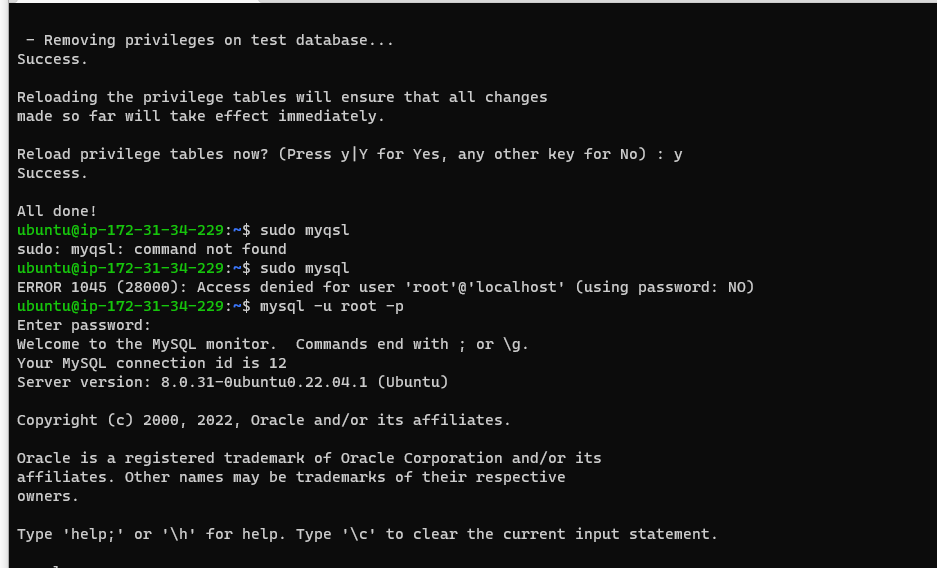 - Removing privileges on test database...
Success.
Reloading the privilege tables will ensure that all changes
made so far will take effect immediately.
Reload privilege tables now? (Press y|Y for Yes, any other key for No) : y
Success.
All done!
ubuntu@ip-172-31-34-229:~$ sudo myqsl
sudo: myqsl: command not found
ubuntu@ip-172-31-34-229:~$ sudo mysql
ERROR 1045 (28000): Access denied for user 'root'@'localhost' (using password: NO)
ubuntu@ip-172-31-34-229:~$ mysql -u root -p
Enter password:
Welcome to the MySQL monitor.  Commands end with ; or \g.
Your MySQL connection id is 12
Server version: 8.0.31-0ubuntu0.22.04.1 (Ubuntu)
Copyright (c) 2000, 2022, Oracle and/or its affiliates.
Oracle is a registered trademark of Oracle Corporation and/or its
affiliates. Other names may be trademarks of their respective
owners.
Type 'help;' or '\h' for help. Type '\c' to clear the current input statement.